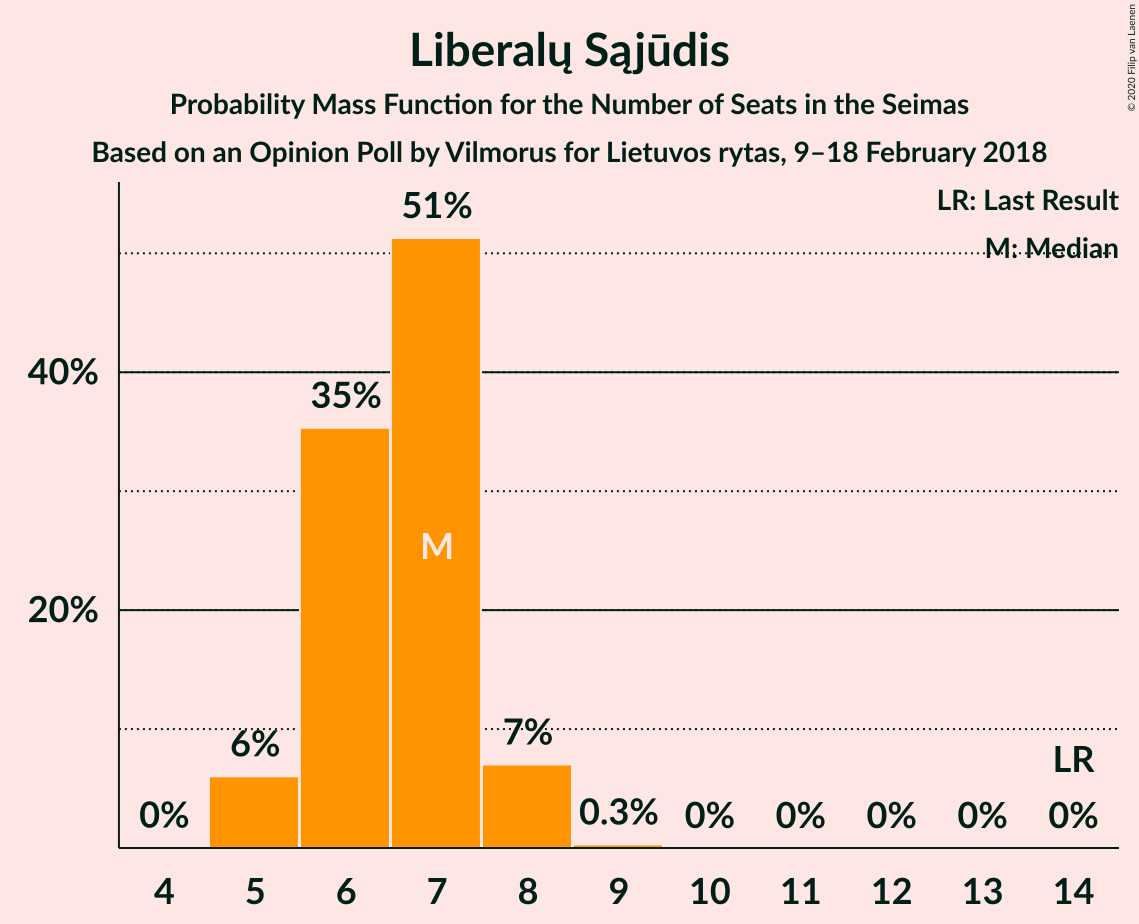 Liberalų Sąjūdis
Probability Mass Function for the Number of Seats in the Seimas
Based on an Opinion Poll by Vilmorus for Lietuvos rytas, 9–18 February 2018
© 2020 Filip van Laenen
LR: Last Result
M: Median
51%
40%
35%
M
20%
6%
7%
LR
0%
0.3%
0%
0%
0%
0%
0%
4 5 6 7 8 9 10 11 12 13 14